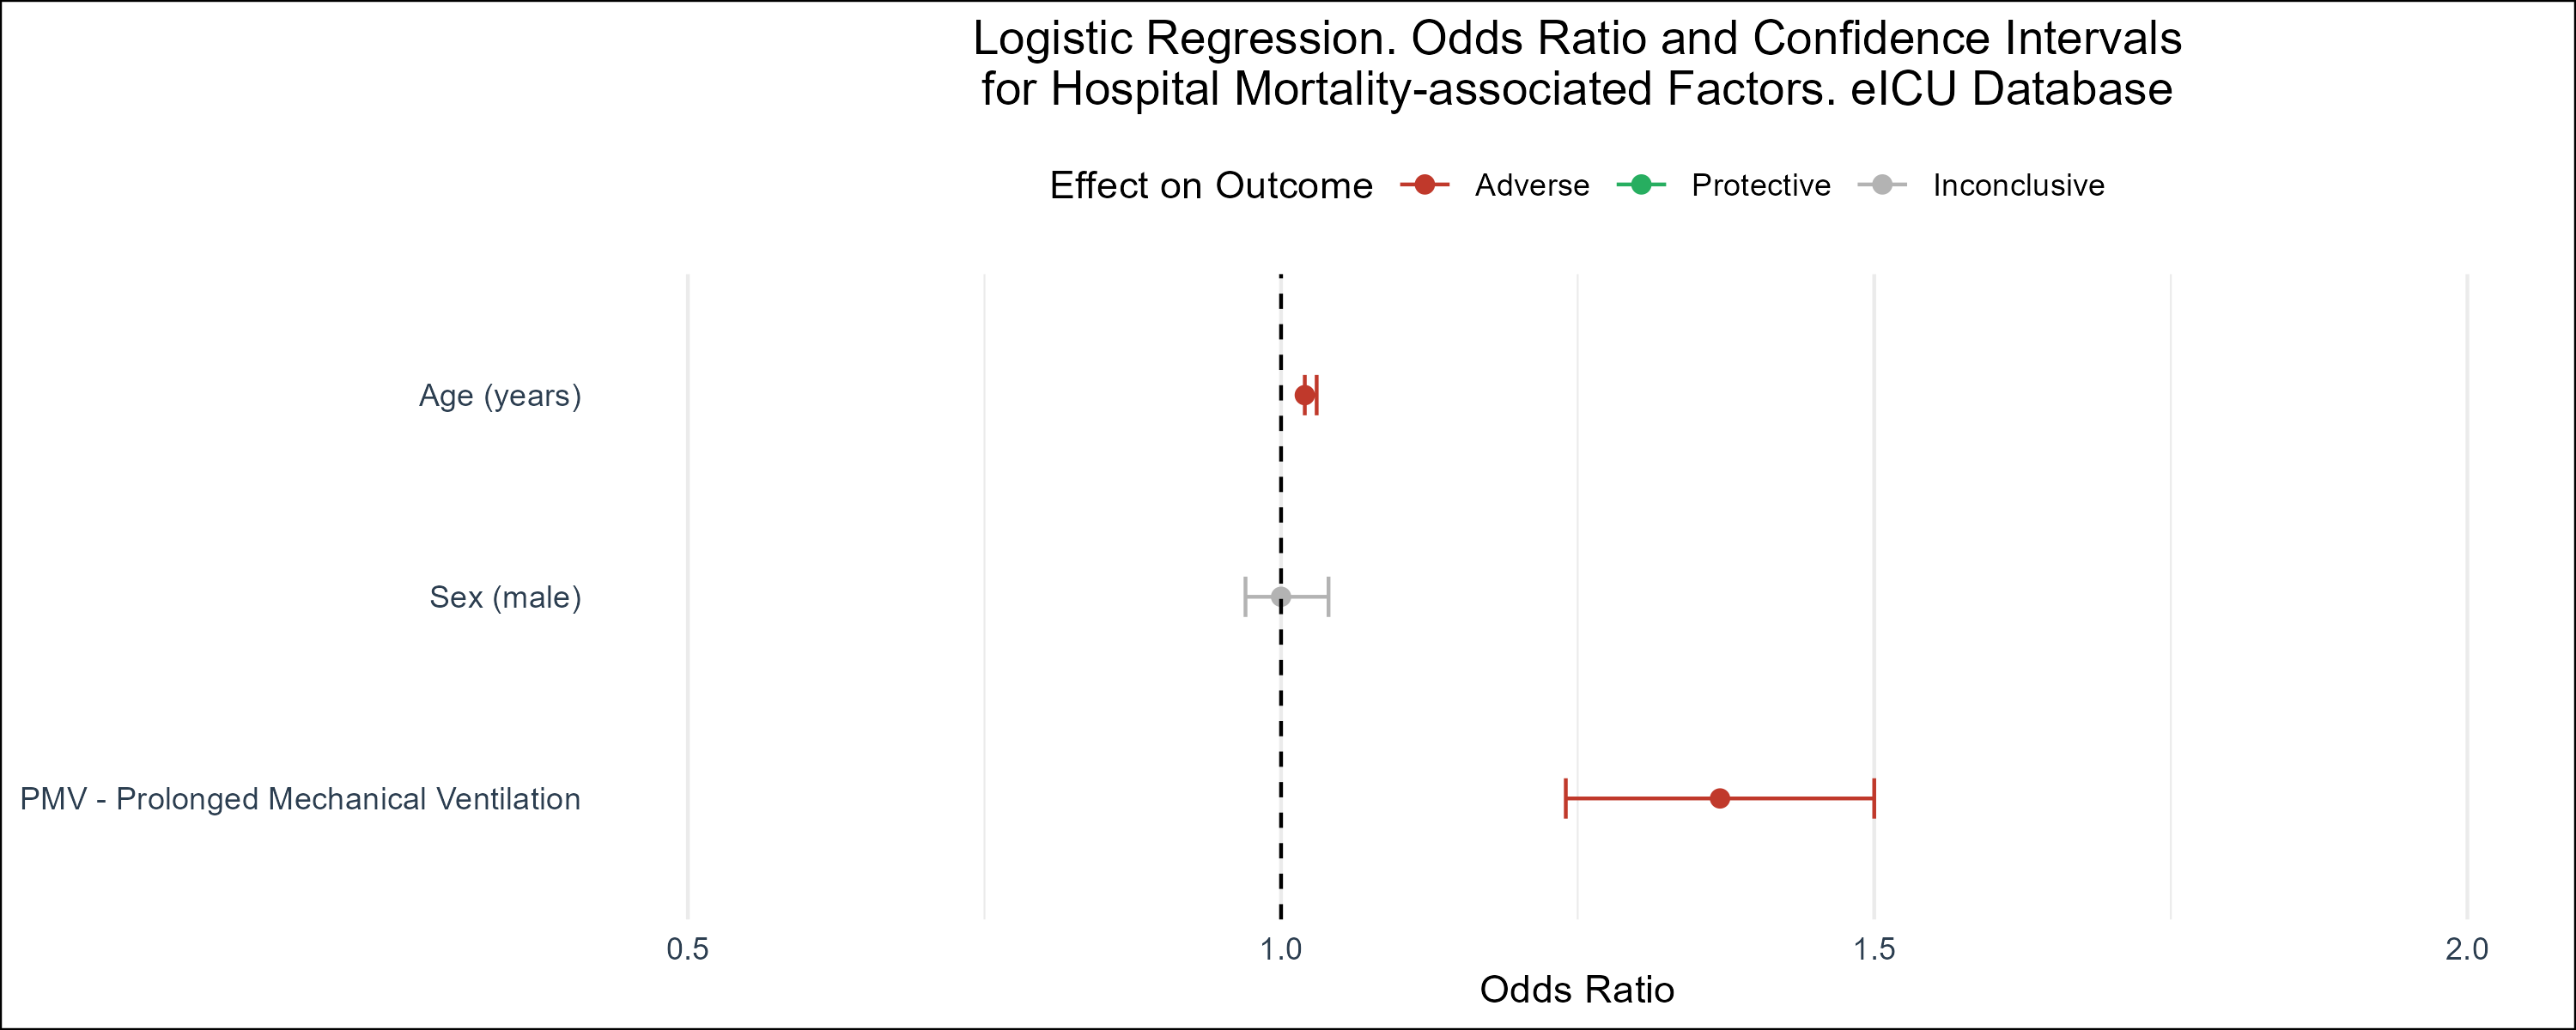 Logistic Regression. Odds Ratio and Confidence Intervals
for Hospital Mortality-associated Factors. eICU Database
Effect on Outcome Adverse Protective Inconclusive
Age (years)
Sex (male)
PMV - Prolonged Mechanical Ventilation
0.5 1.0 1.5 2.0
Odds Ratio